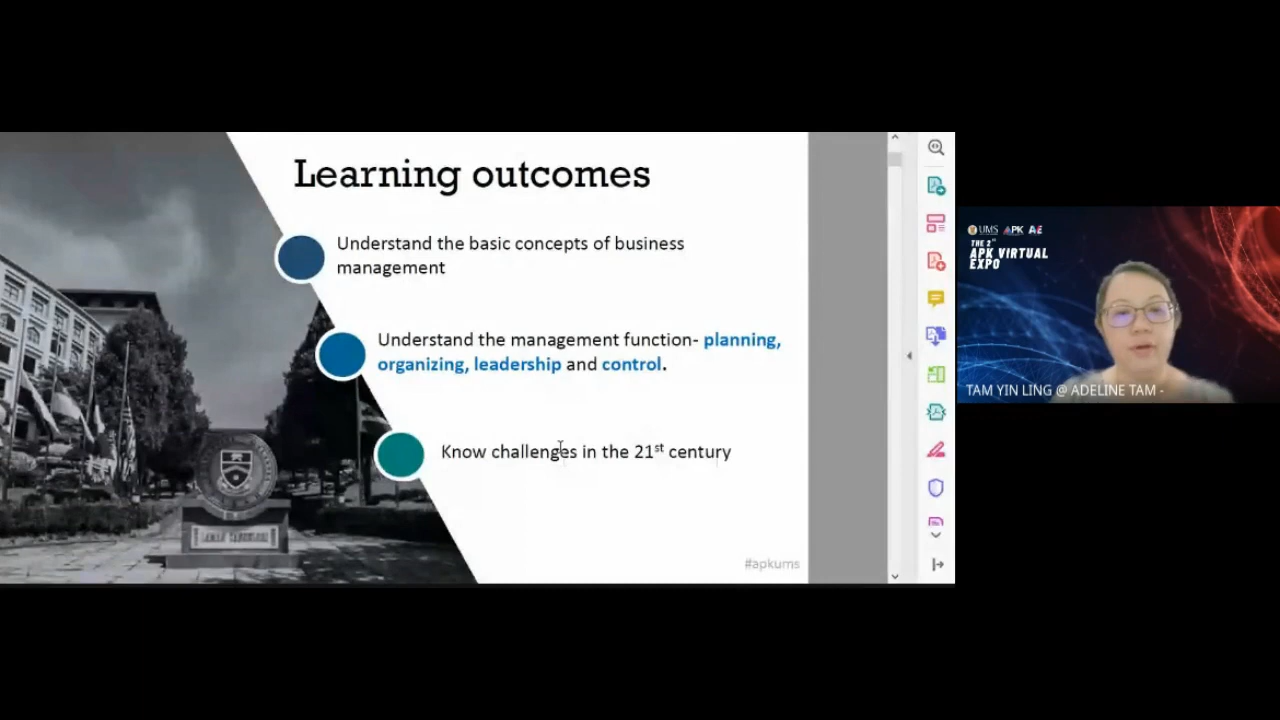 Learning outcomes
Understand the basic concepts of business
management
Understand the management function- planning,
organizing, leadership and control.
Know challenges in the 21st century
#apkums
UMS APK AE
THE 2
APK VIRTUAL
EXPO
TAM YIN LING @ ADELINE TAM -